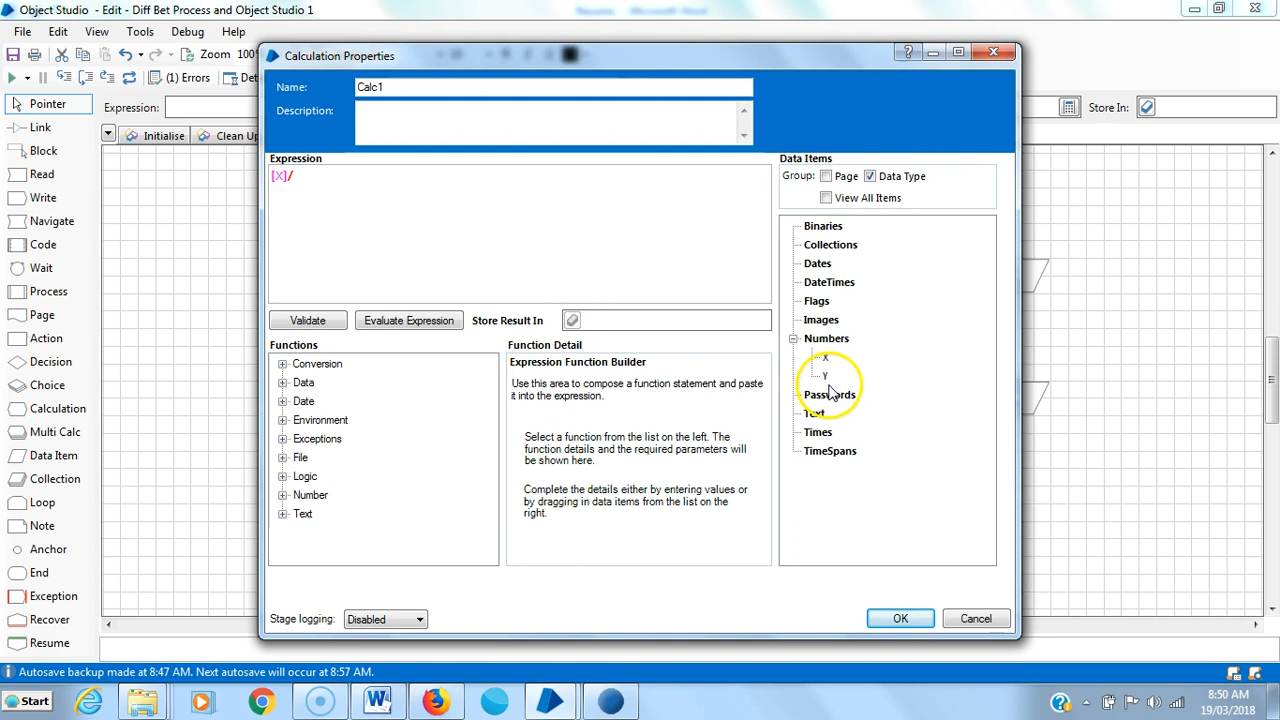 Object Studio - Edit - Diff Bet Process and Object Studio 1
Resume - Microsoft Word
File Edit View Tools Debug Help
Zoom 100%
(1) Errors
Pointer
Expression:
Store In:
Link
Initialise
Clean Up
Block
Read
Write
Navigate
Code
Wait
Process
Page
Action
Decision
Choice
Calculation
Multi Calc
Data Item
Collection
Loop
Note
Anchor
End
Exception
Recover
Resume
Calculation Properties
Name: Calc1
Description:
Expression
[X]/
Data Items
Group: Page Data Type
View All Items
Binaries
Collections
Dates
DateTimes
Flags
Images
Numbers
X
Y
Passwords
Text
Times
TimeSpans
Validate Evaluate Expression Store Result In
Functions
Conversion
Data
Date
Environment
Exceptions
File
Logic
Number
Text
Function Detail
Expression Function Builder
Use this area to compose a function statement and paste
it into the expression.
Select a function from the list on the left. The
function details and the required parameters will
be shown here.
Complete the details either by entering values or
by dragging in data items from the list on the
right.
Stage logging: Disabled
OK Cancel
Autosave backup made at 8:47 AM. Next autosave will occur at 8:57 AM.
Start
8:50 AM
19/03/2018